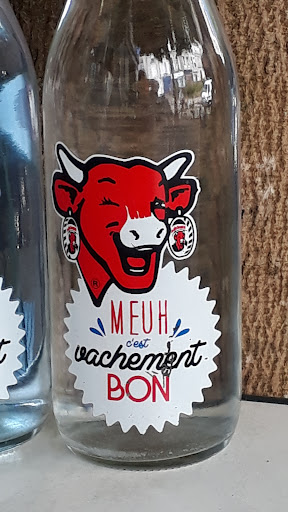 MEUH
c'est
vachement
BON
®